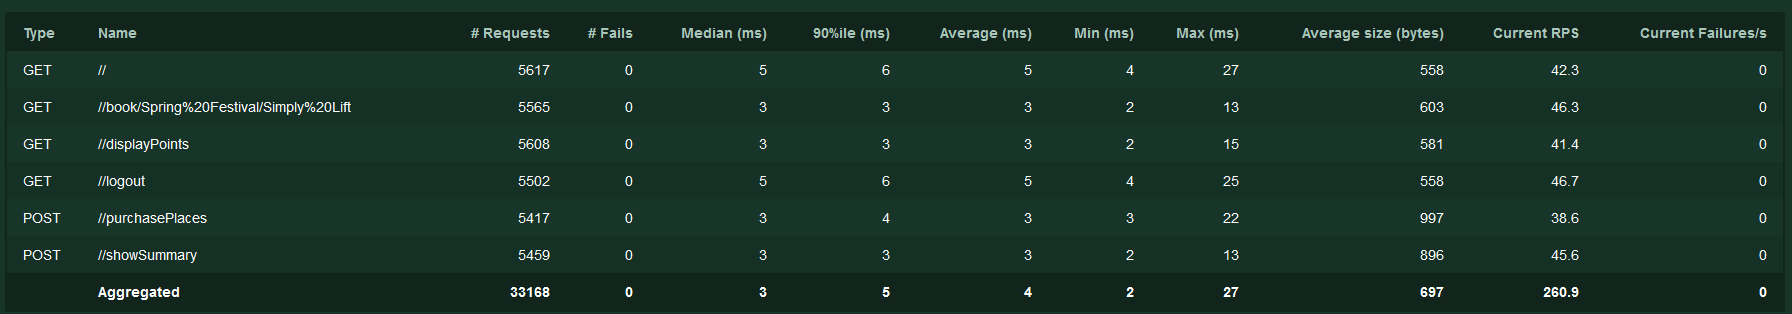 Type Name # Requests # Fails Median (ms) 90%ile (ms) Average (ms) Min (ms) Max (ms) Average size (bytes) Current RPS Current Failures/s
GET // 5617 0 5 6 5 4 27 558 42.3 0
GET //book/Spring%20Festival/Simply%20Lift 5565 0 3 3 3 2 13 603 46.3 0
GET //displayPoints 5608 0 3 3 3 2 15 581 41.4 0
GET //logout 5502 0 5 6 5 4 25 558 46.7 0
POST //purchasePlaces 5417 0 3 4 3 3 22 997 38.6 0
POST //showSummary 5459 0 3 3 3 2 13 896 45.6 0
Aggregated 33168 0 3 5 4 2 27 697 260.9 0